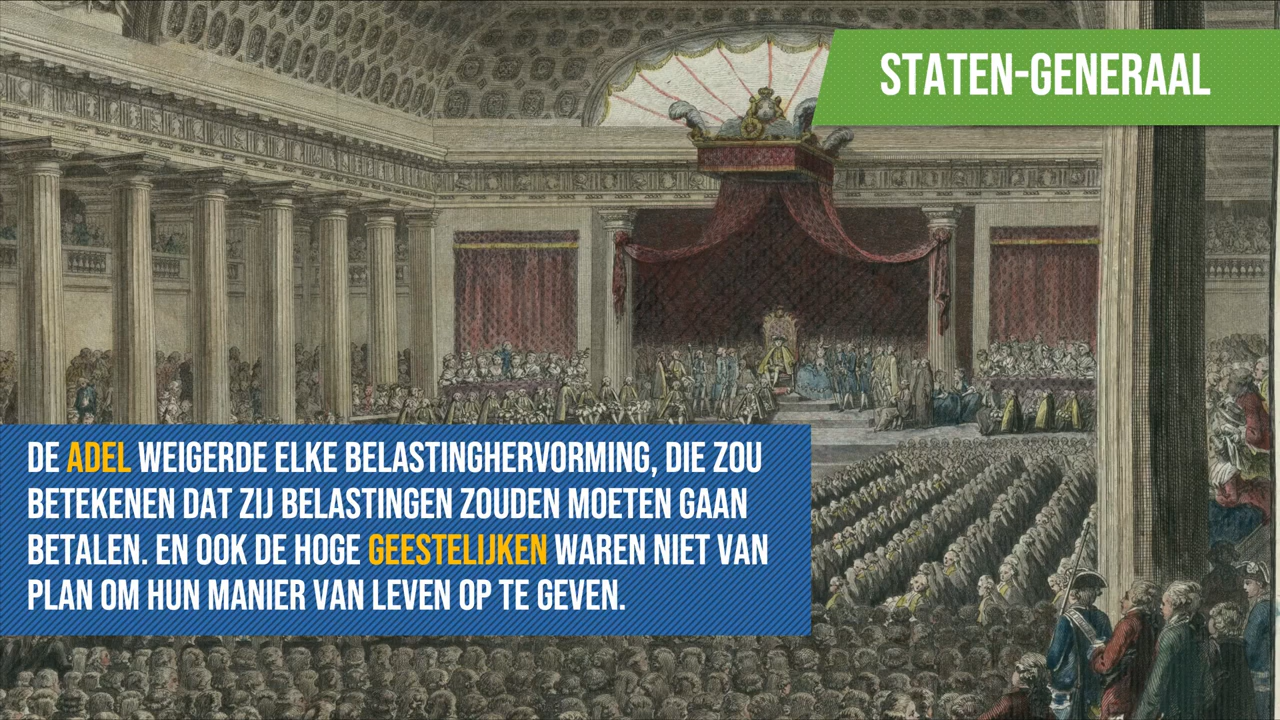 STATEN-GENERAAL
DE ADEL WEIGERDE ELKE BELASTINGHERVORMING, DIE ZOU
BETEKENEN DAT ZIJ BELASTINGEN ZOUDEN MOETEN GAAN
BETALEN. EN OOK DE HOGE GEESTELIJKEN WAREN NIET VAN
PLAN OM HUN MANIER VAN LEVEN OP TE GEVEN.